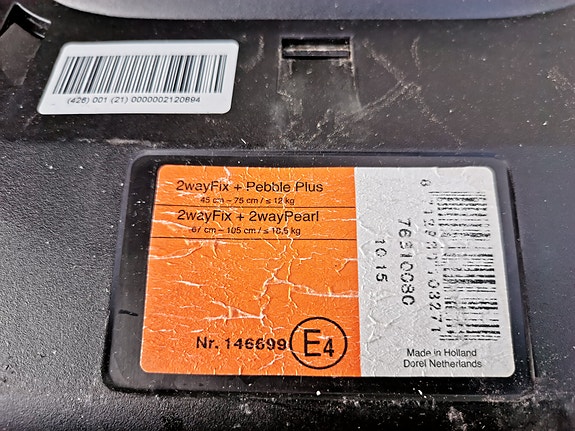 (426) 001 (21) 0000002120894
2wayFix + Pebble Plus
45 cm – 75 cm / ≤ 12 kg
2wayFix + 2wayPearl
67 cm – 105 cm / ≤ 18,5 kg
Nr. 146699
E4
76310080
10 15
Made in Holland
Dorel Netherlands